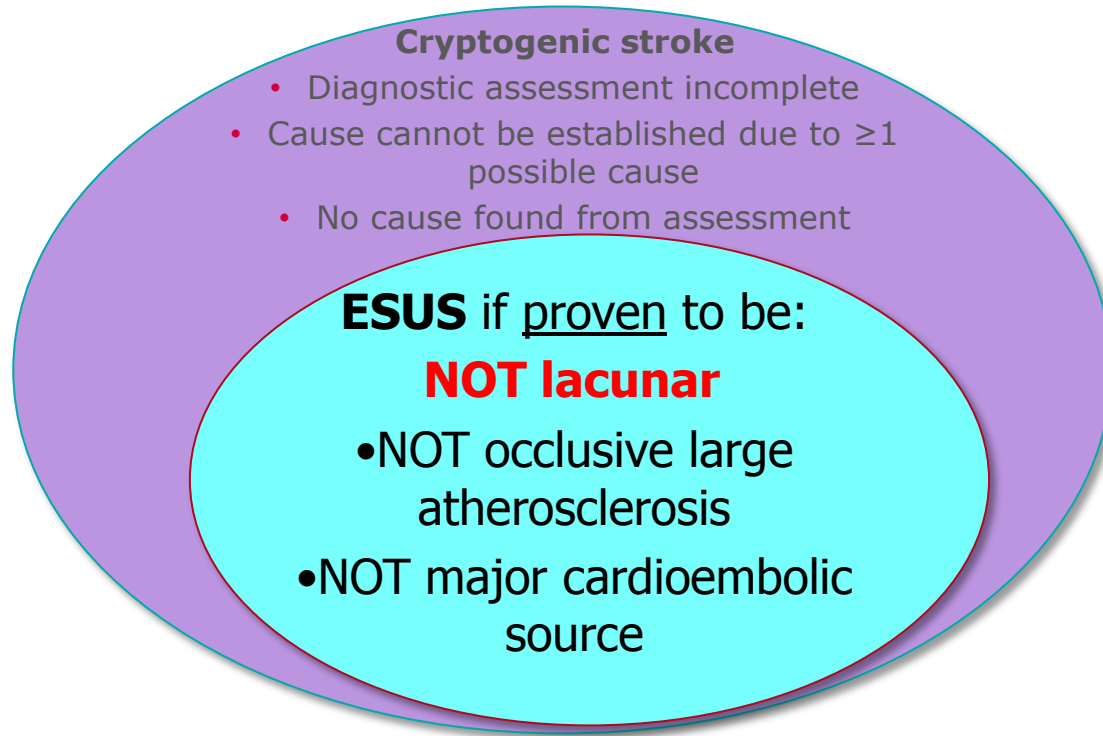 Cryptogenic stroke
• Diagnostic assessment incomplete
• Cause cannot be established due to ≥1
possible cause
• No cause found from assessment
ESUS if proven to be:
NOT lacunar
•NOT occlusive large
atherosclerosis
•NOT major cardioembolic
source